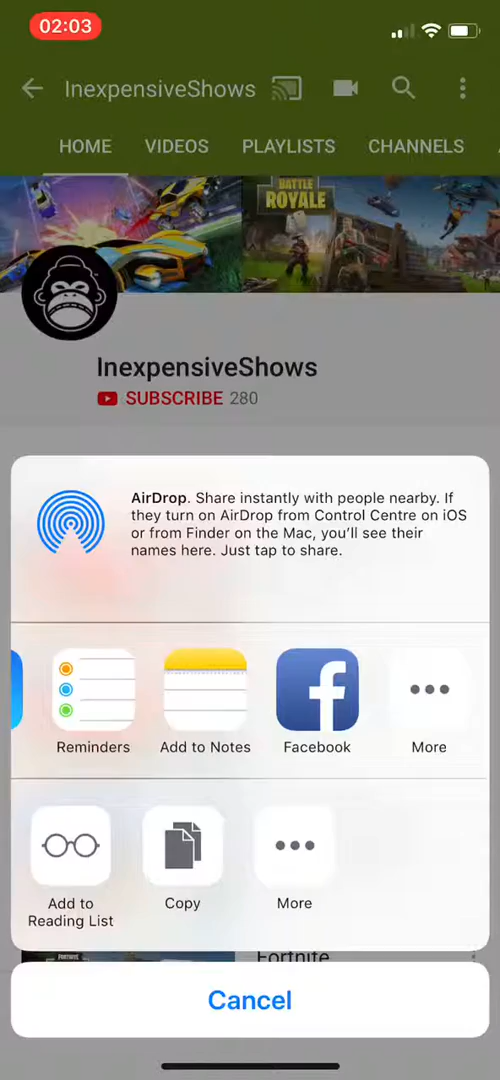 02:03
InexpensiveShows
HOME VIDEOS PLAYLISTS CHANNELS
BATTLE
ROYALE
InexpensiveShows
SUBSCRIBE 280
AirDrop. Share instantly with people nearby. If
they turn on AirDrop from Control Centre on iOS
or from Finder on the Mac, you'll see their
names here. Just tap to share.
Reminders
Add to Notes
Facebook
More
Add to
Reading List
Copy
More
Fortnite
Cancel